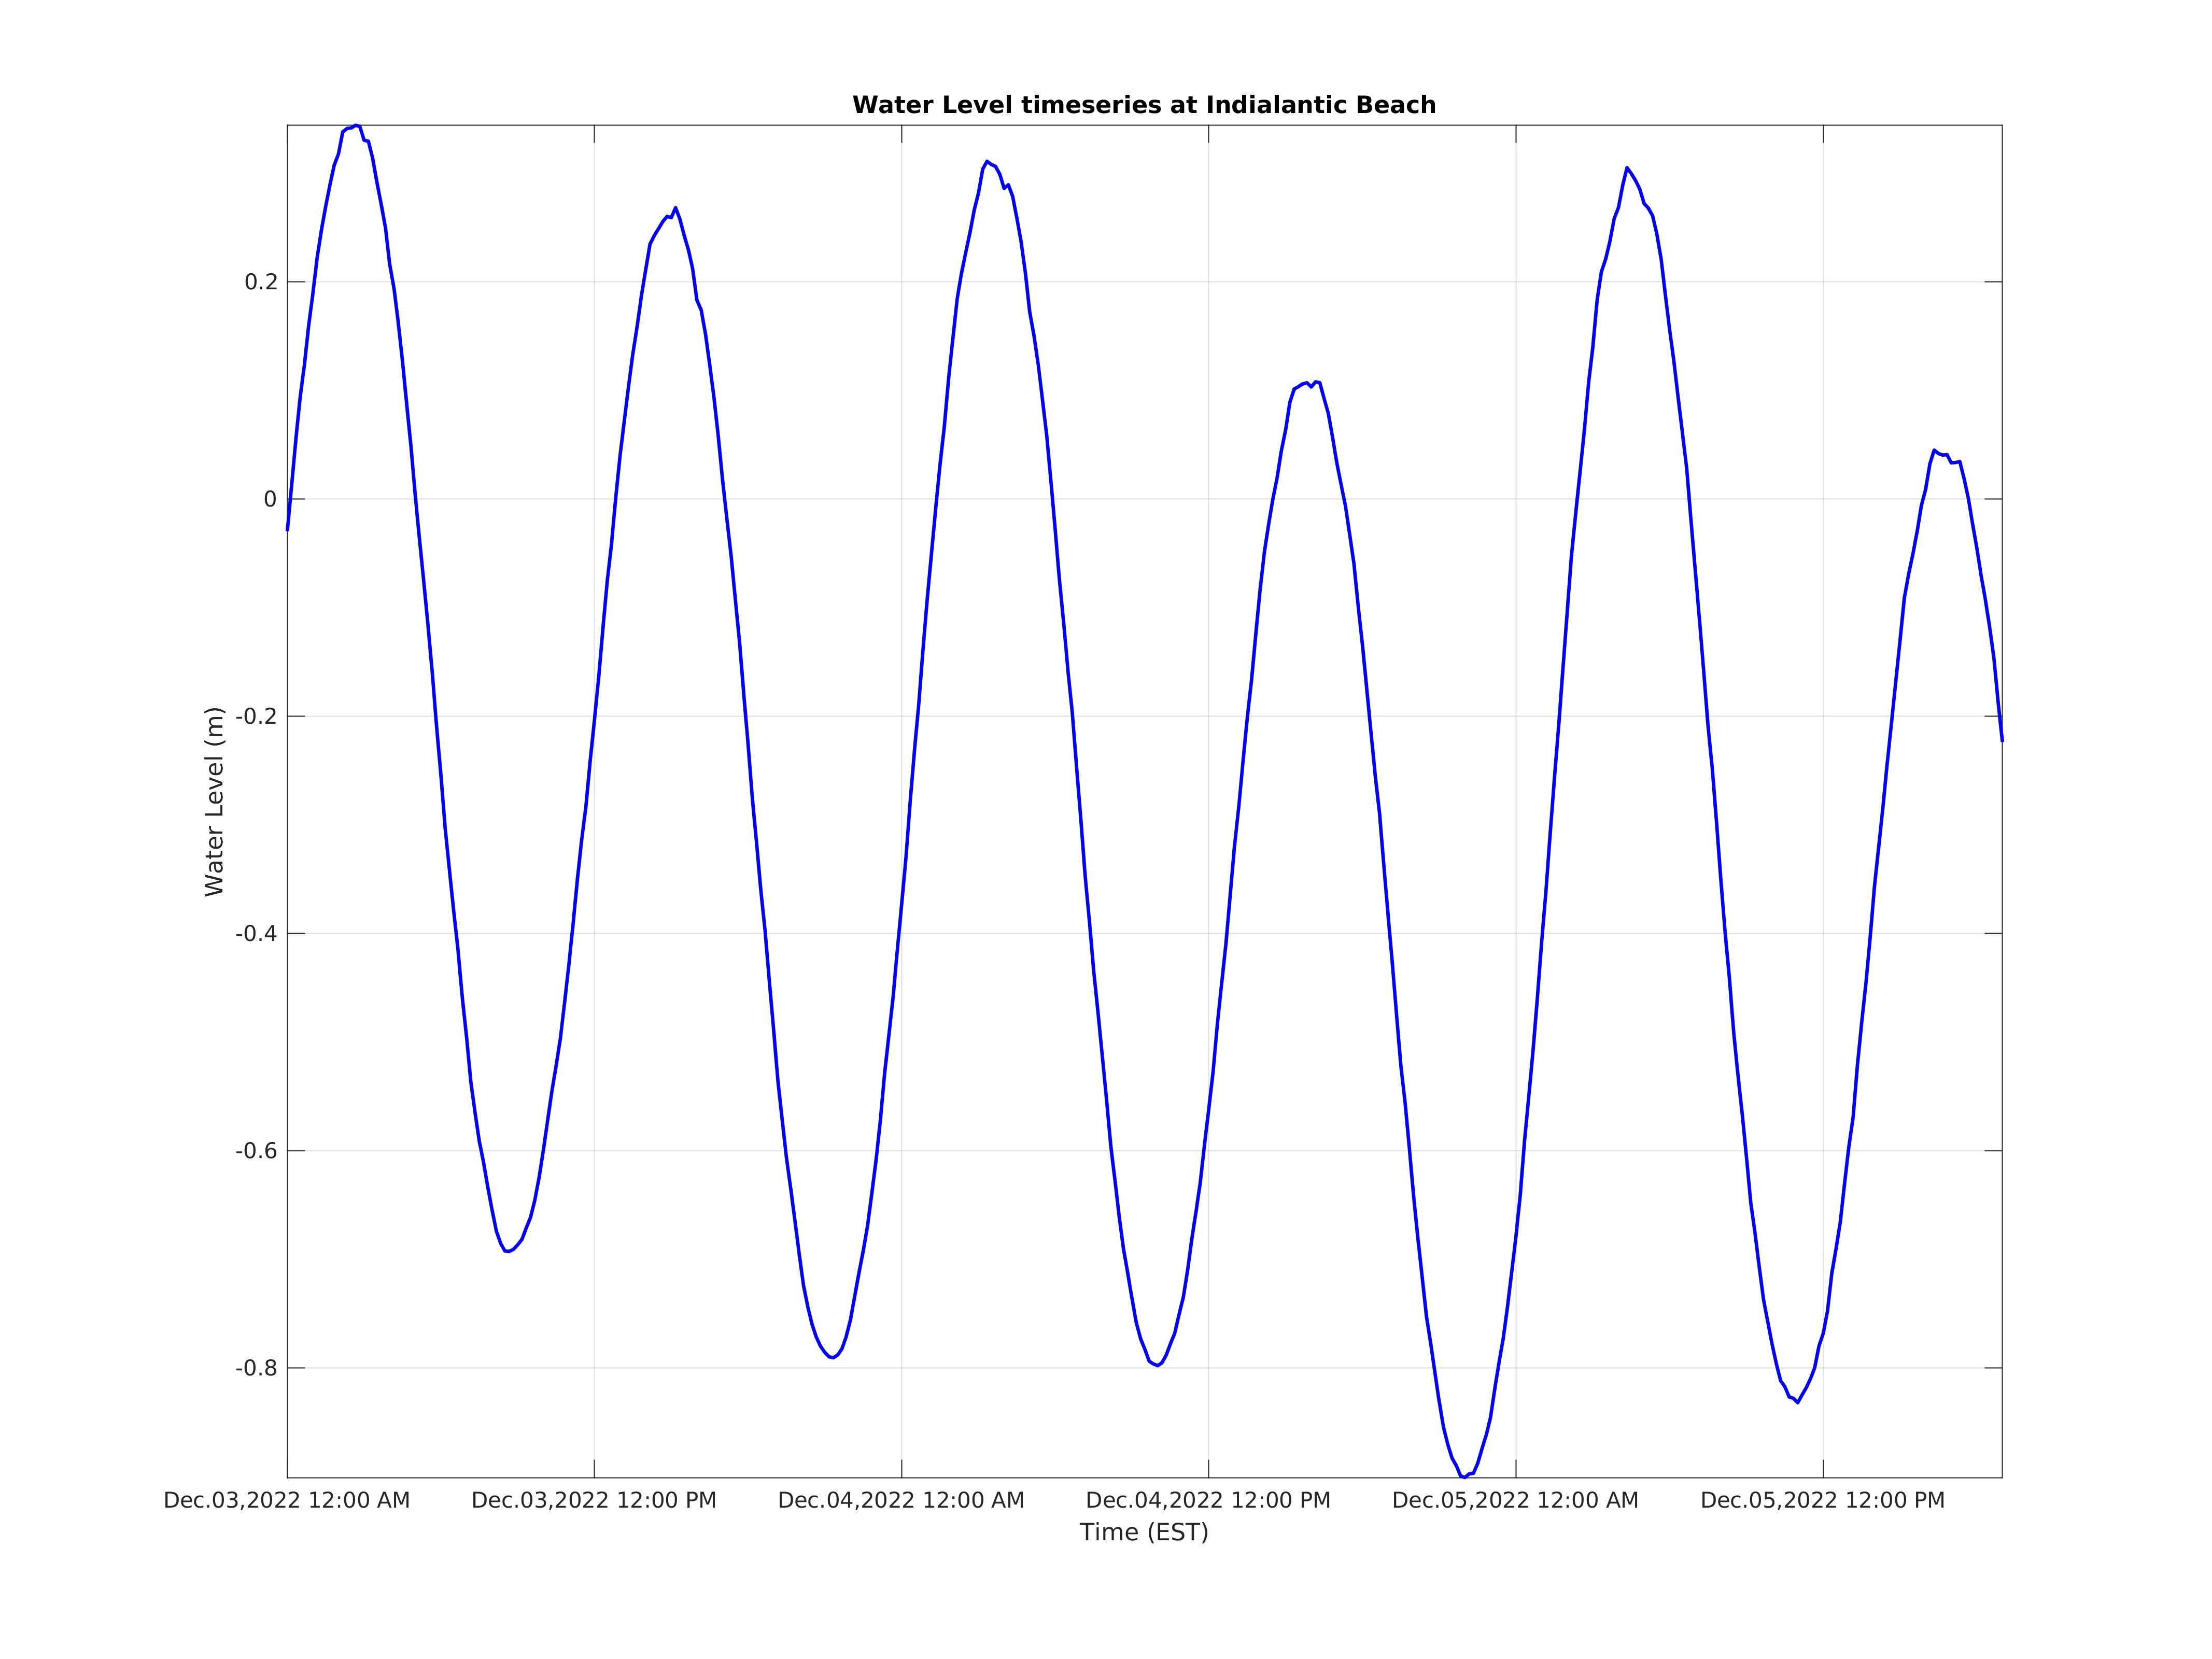 Water Level timeseries at Indialantic Beach
0.2
0
-0.2
-0.4
-0.6
-0.8
Water Level (m)
Dec.03,2022 12:00 AM Dec.03,2022 12:00 PM Dec.04,2022 12:00 AM Dec.04,2022 12:00 PM Dec.05,2022 12:00 AM Dec.05,2022 12:00 PM
Time (EST)